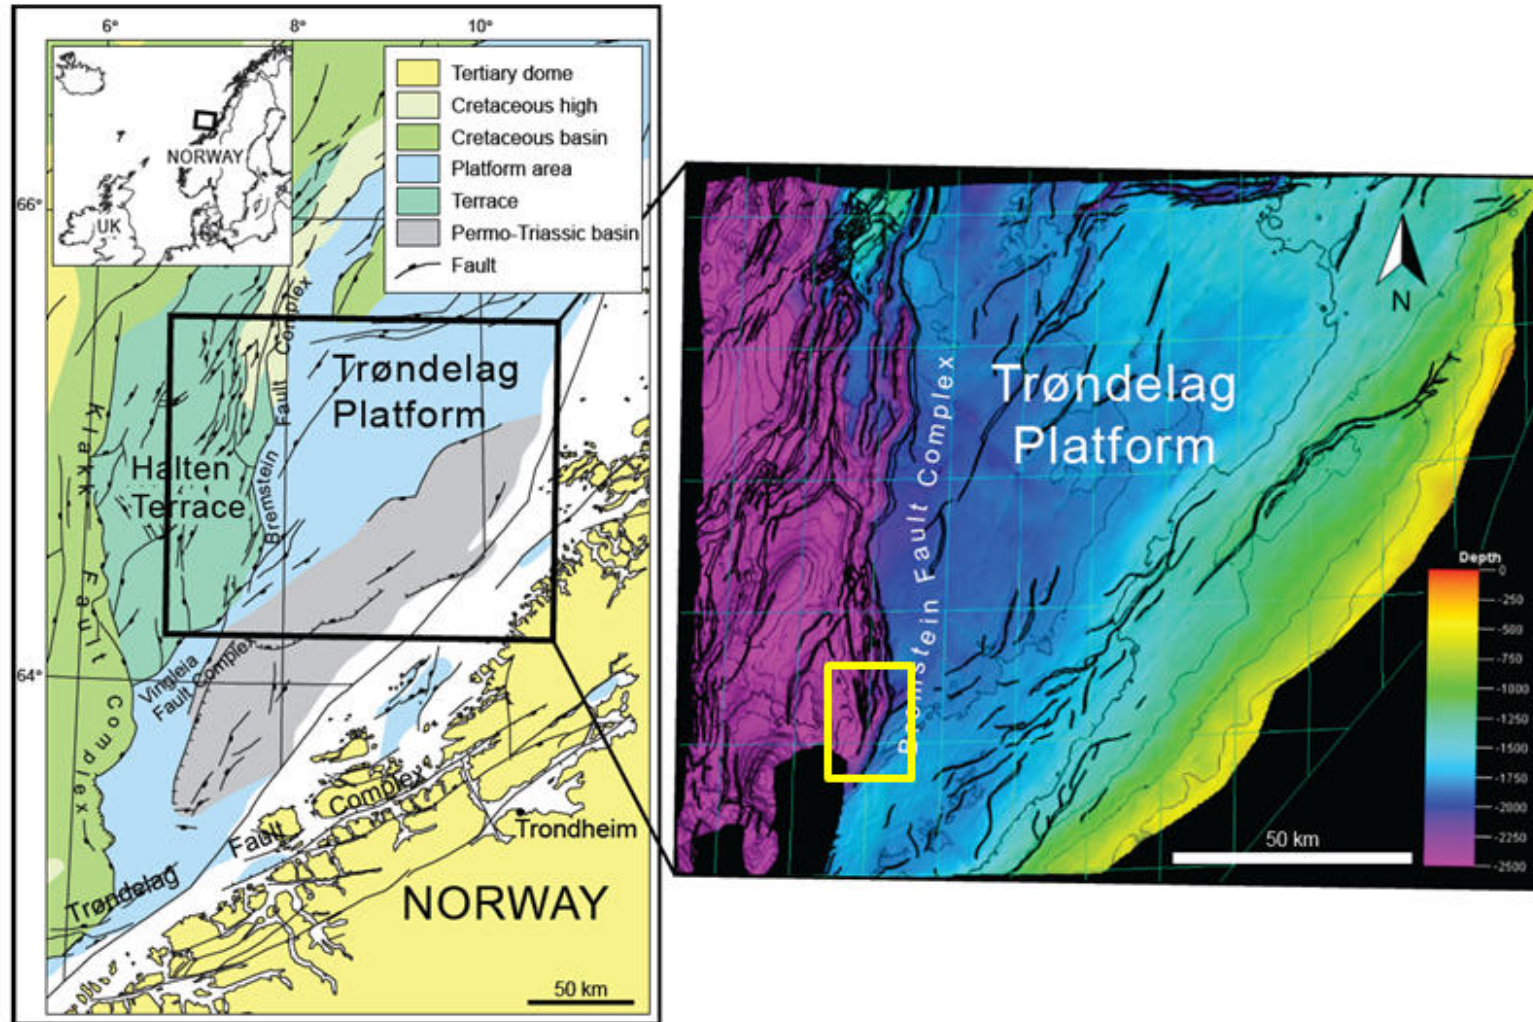 6°
8°
10°
66°
64°
NORWAY
UK
Tertiary dome
Cretaceous high
Cretaceous basin
Platform area
Terrace
Permo-Triassic basin
Fault
Trøndelag
Platform
Halten
Terrace
Klakk Fault Complex
Bremstein Fault Complex
Vingleia
Fault Complex
Trøndelag Fault Complex
Trondheim
NORWAY
50 km
Trøndelag
Platform
Bremstein Fault Complex
N
Depth
0
-250
-500
-750
-1000
-1250
-1500
-1750
-2000
-2250
-2500
50 km